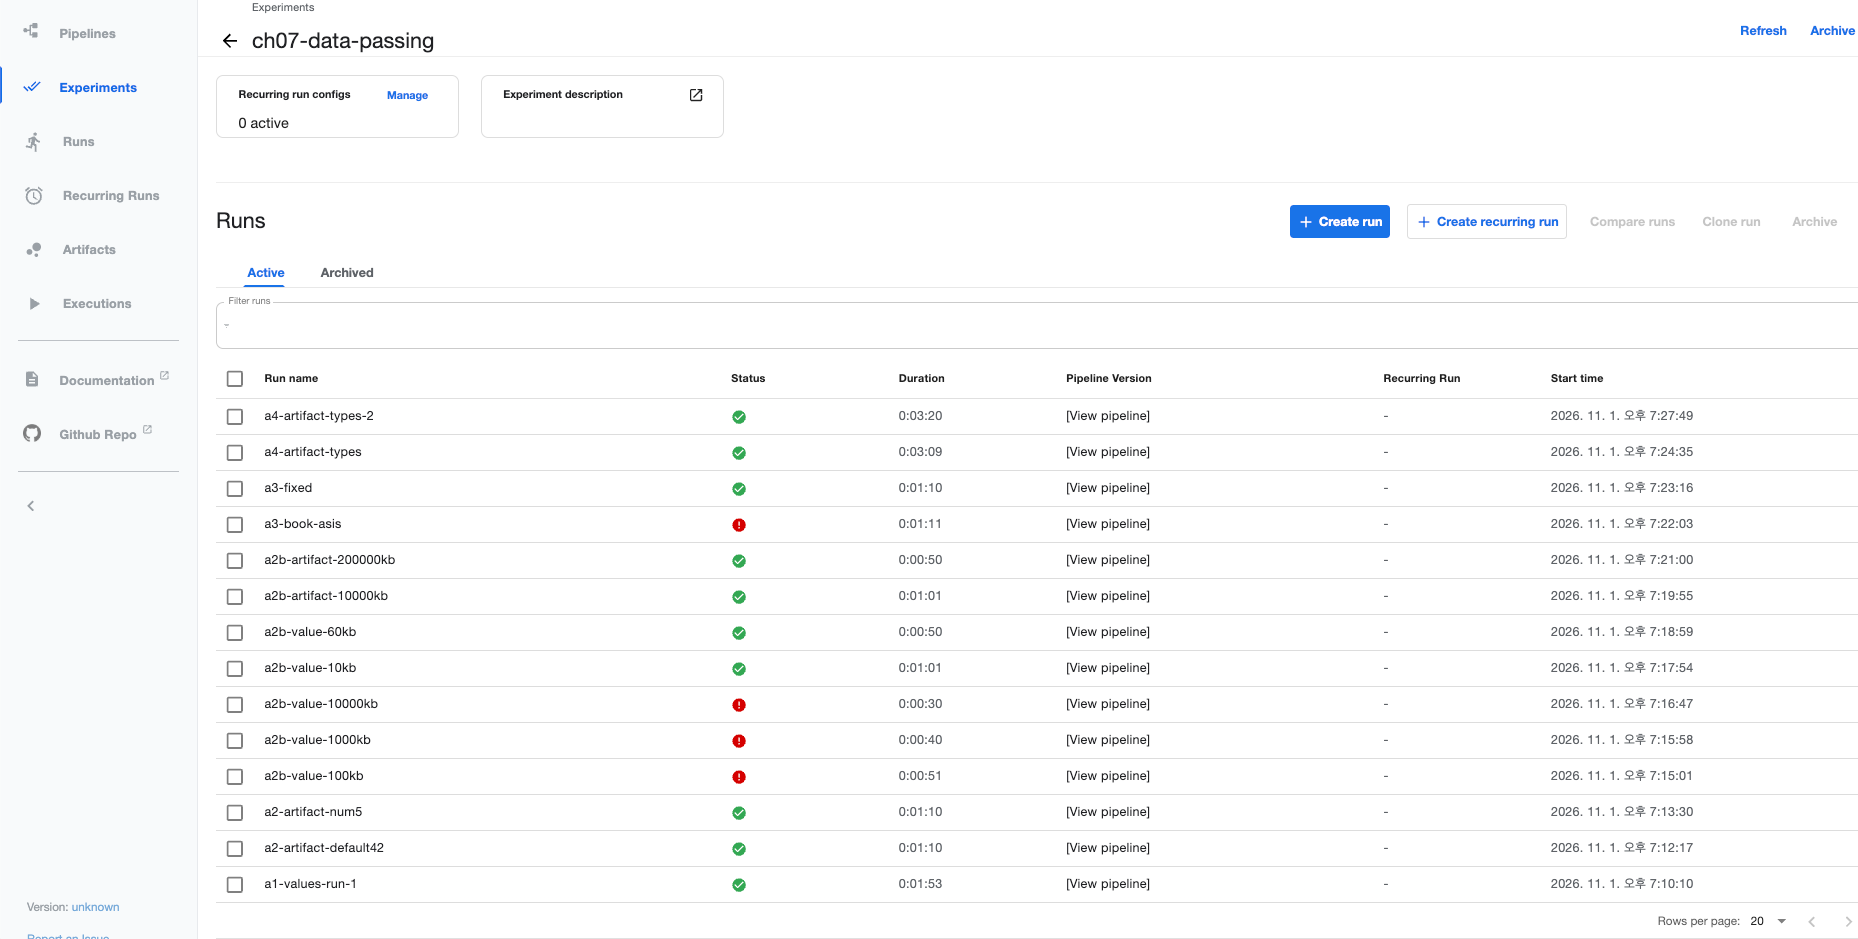 Pipelines
Experiments
Runs
Recurring Runs
Artifacts
Executions
Documentation
Github Repo
Version: unknown
Report an Issue
Experiments
ch07-data-passing
Refresh Archive
Recurring run configs Manage
0 active
Experiment description
Runs
+ Create run + Create recurring run Compare runs Clone run Archive
Active Archived
Filter runs
Run name Status Duration Pipeline Version Recurring Run Start time
a4-artifact-types-2 0:03:20 [View pipeline] - 2026. 11. 1. 오후 7:27:49
a4-artifact-types 0:03:09 [View pipeline] - 2026. 11. 1. 오후 7:24:35
a3-fixed 0:01:10 [View pipeline] - 2026. 11. 1. 오후 7:23:16
a3-book-asis 0:01:11 [View pipeline] - 2026. 11. 1. 오후 7:22:03
a2b-artifact-200000kb 0:00:50 [View pipeline] - 2026. 11. 1. 오후 7:21:00
a2b-artifact-10000kb 0:01:01 [View pipeline] - 2026. 11. 1. 오후 7:19:55
a2b-value-60kb 0:00:50 [View pipeline] - 2026. 11. 1. 오후 7:18:59
a2b-value-10kb 0:01:01 [View pipeline] - 2026. 11. 1. 오후 7:17:54
a2b-value-10000kb 0:00:30 [View pipeline] - 2026. 11. 1. 오후 7:16:47
a2b-value-1000kb 0:00:40 [View pipeline] - 2026. 11. 1. 오후 7:15:58
a2b-value-100kb 0:00:51 [View pipeline] - 2026. 11. 1. 오후 7:15:01
a2-artifact-num5 0:01:10 [View pipeline] - 2026. 11. 1. 오후 7:13:30
a2-artifact-default42 0:01:10 [View pipeline] - 2026. 11. 1. 오후 7:12:17
a1-values-run-1 0:01:53 [View pipeline] - 2026. 11. 1. 오후 7:10:10
Rows per page: 20